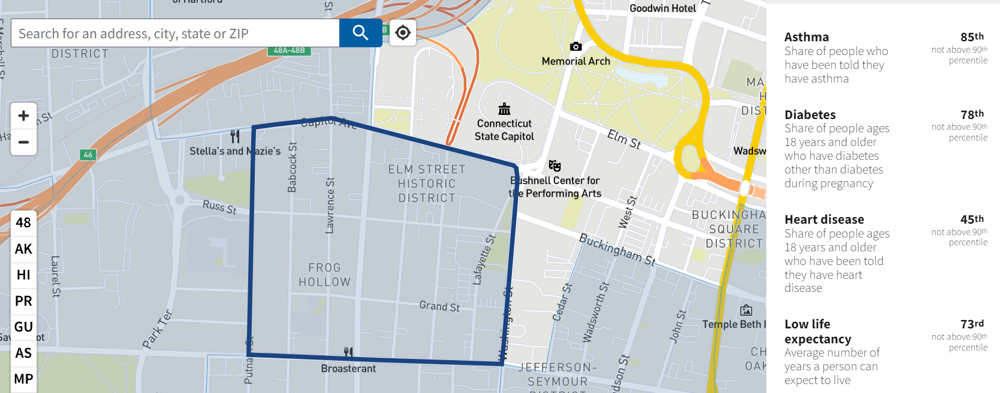 of Hartford
St
Goodwin Hotel
S Marshall St
Search for an address, city, state or ZIP
B
48A-48B
DISTRICT
Memorial Arch
MA
H
DIST
+
−
n St
Ha
Capitol Ave
Connecticut
State Capitol
Elm St
Stella's and Mazie's
Wadsw
46
Babcock St
ELM STREET
HISTORIC
DISTRICT
Bushnell Center for
the Performing Arts
Lawrence St
Russ St
West St
BUCKINGHA
SQUARE
DISTRICT
48
AK
HI
PR
GU
AS
MP
Buckingham St
Lafayette St
Laurel St
FROG
HOLLOW
Grand St
Washington St
Cedar St
Wadsworth St
John St
Temple Beth I
Park Ter
Sav
ot
Putnam St
Broasterant
JEFFERSON-
SEYMOUR
DISTRICT
dson St
CH
OAK
Asthma
85th
Share of people who
have been told they
have asthma
not above 90th
percentile
Diabetes
78th
Share of people ages
18 years and older
who have diabetes
other than diabetes
during pregnancy
not above 90th
percentile
Heart disease
45th
Share of people ages
18 years and older
who have been told
they have heart
disease
not above 90th
percentile
Low life
expectancy
73rd
Average number of
years a person can
expect to live
not above 90th
percentile